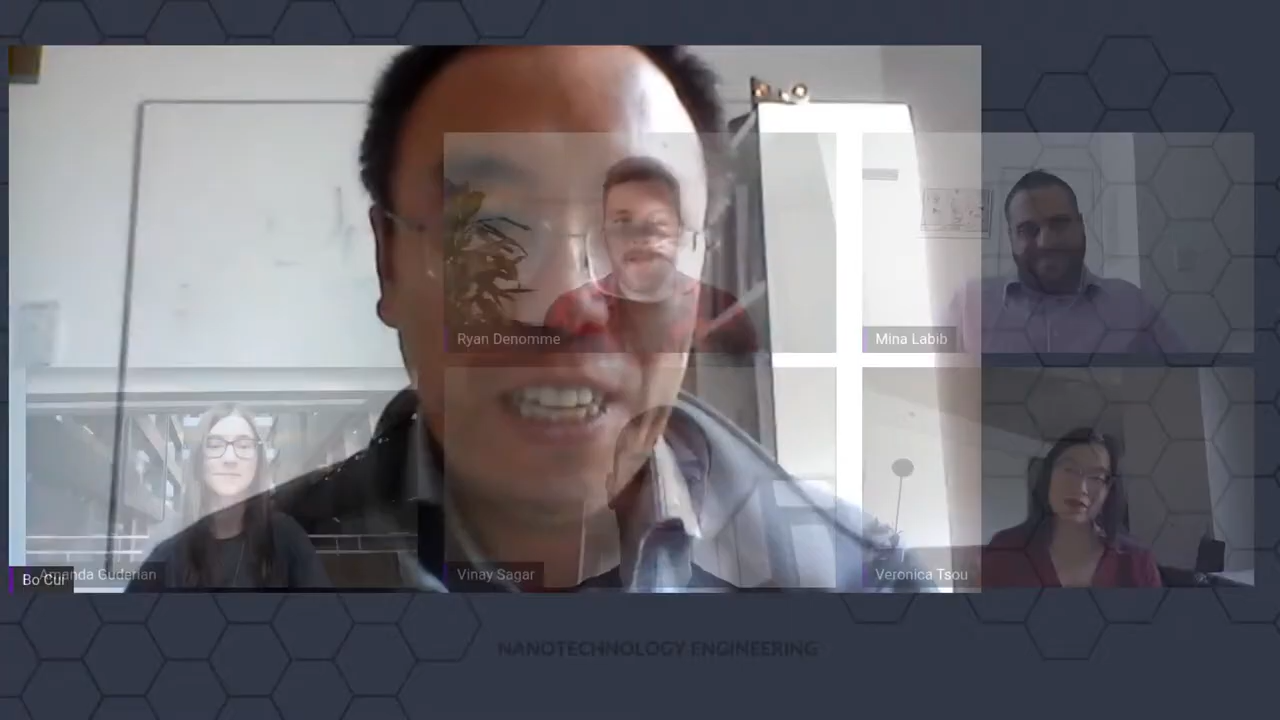 Ryan Denomme
Mina Labib
Amanda Guderian
Bo Cui
Vinay Sagar
Veronica Tsou
NANOTECHNOLOGY ENGINEERING